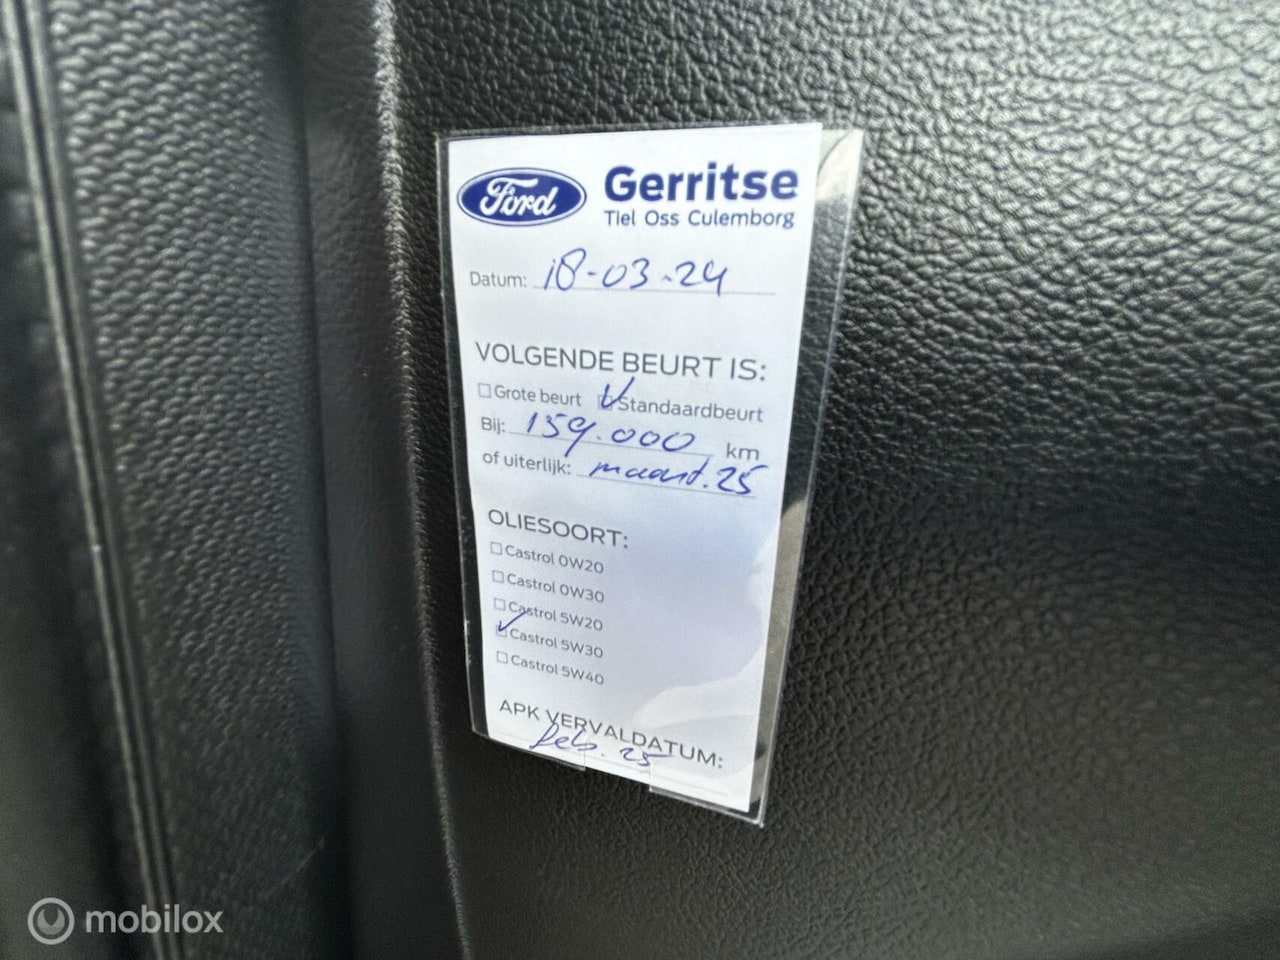 Ford Gerritse
Tiel Oss Culemborg
Datum: 18-03-24
VOLGENDE BEURT IS:
Grote beurt Standaardbeurt
Bij: 159.000 km
of uiterlijk: maart. 25
OLIESOORT:
Castrol 0W20
Castrol 0W30
Castrol 5W20
Castrol 5W30
Castrol 5W40
APK VERVALDATUM:
feb. 25
mobilox